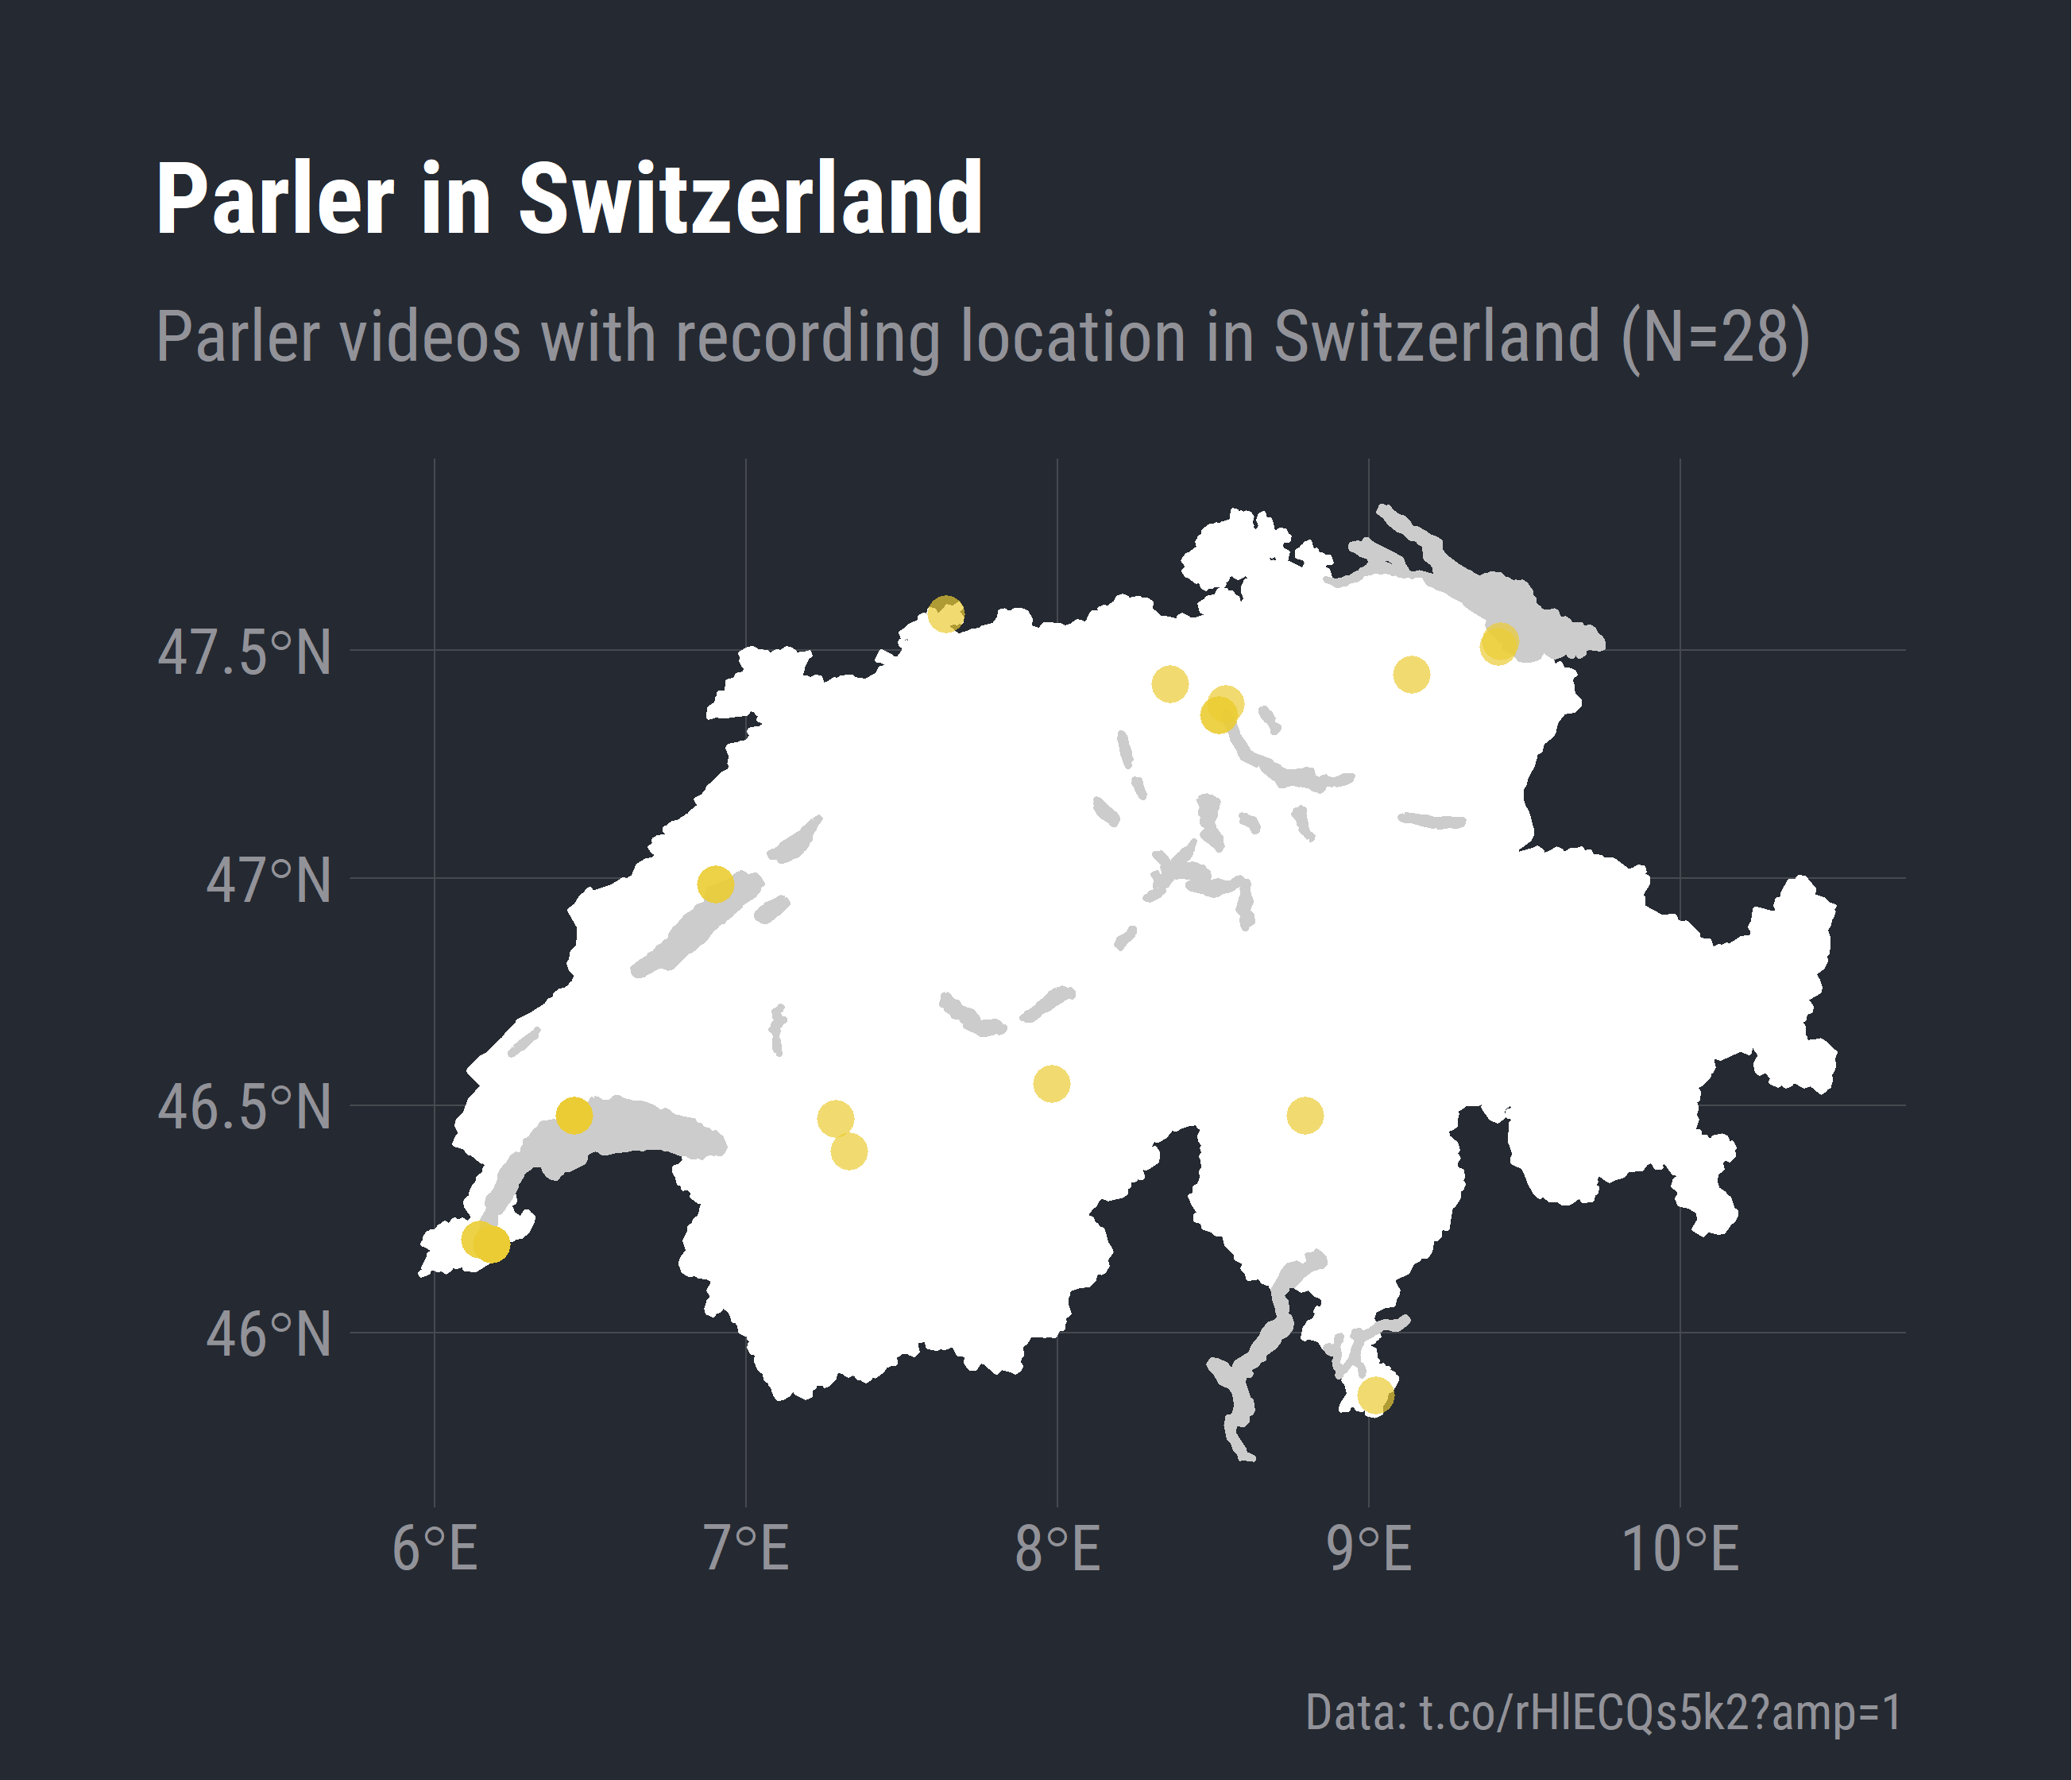 Parler in Switzerland
Parler videos with recording location in Switzerland (N=28)
47.5°N
47°N
46.5°N
46°N
6°E 7°E 8°E 9°E 10°E
Data: t.co/rHlECQs5k2?amp=1